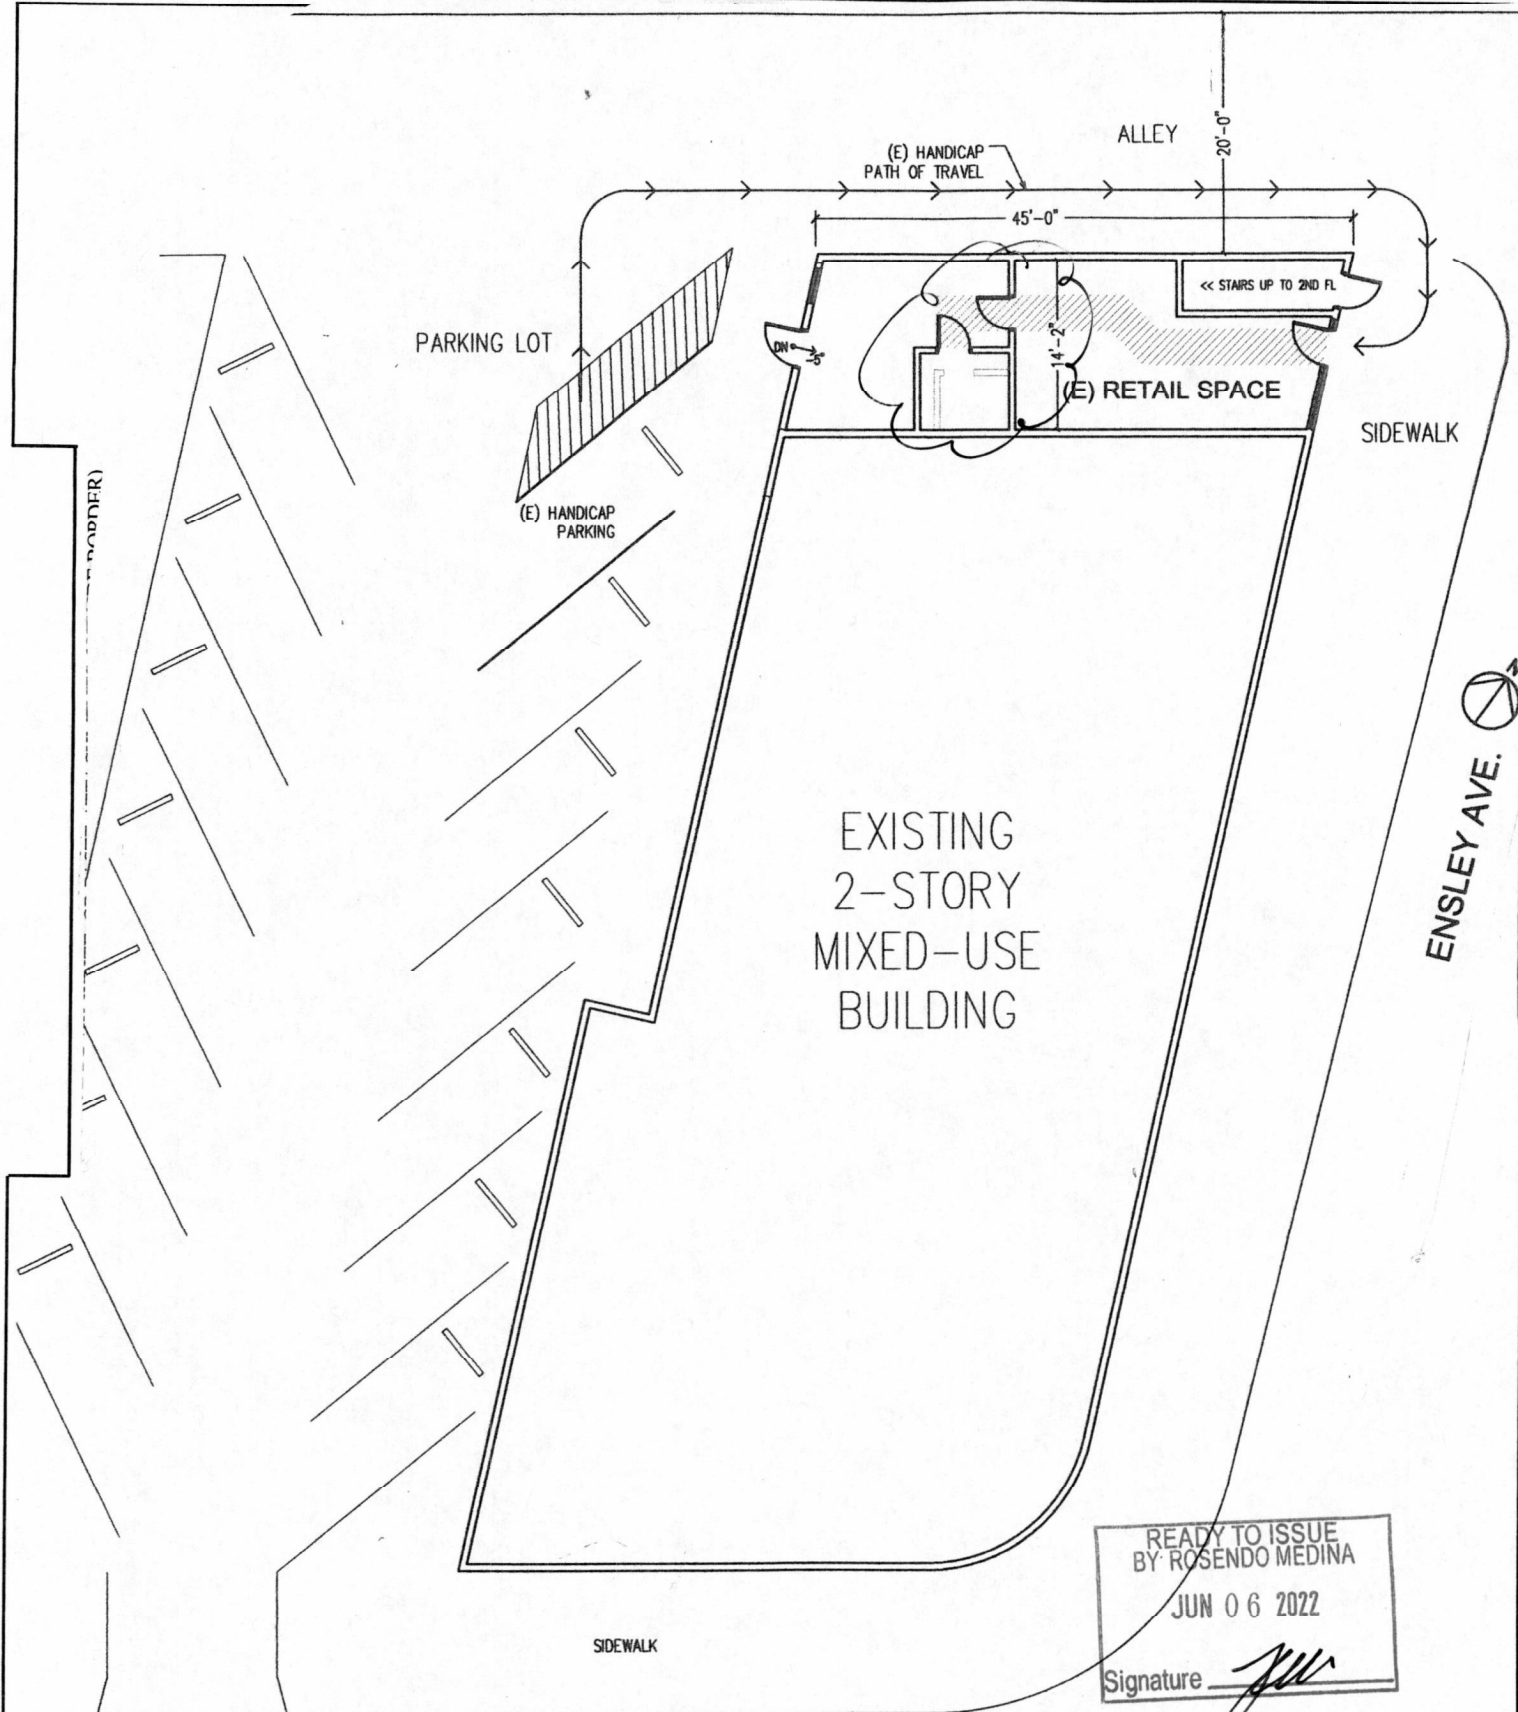 ALLEY
20'-0"
(E) HANDICAP
PATH OF TRAVEL
45'-0"
<< STAIRS UP TO 2ND FL
PARKING LOT
DN
14'-2"
(E) RETAIL SPACE
SIDEWALK
(E) HANDICAP
PARKING
N
ENSLEY AVE.
EXISTING
2-STORY
MIXED-USE
BUILDING
READY TO ISSUE
BY ROSENDO MEDINA
JUN 06 2022
Signature
SIDEWALK